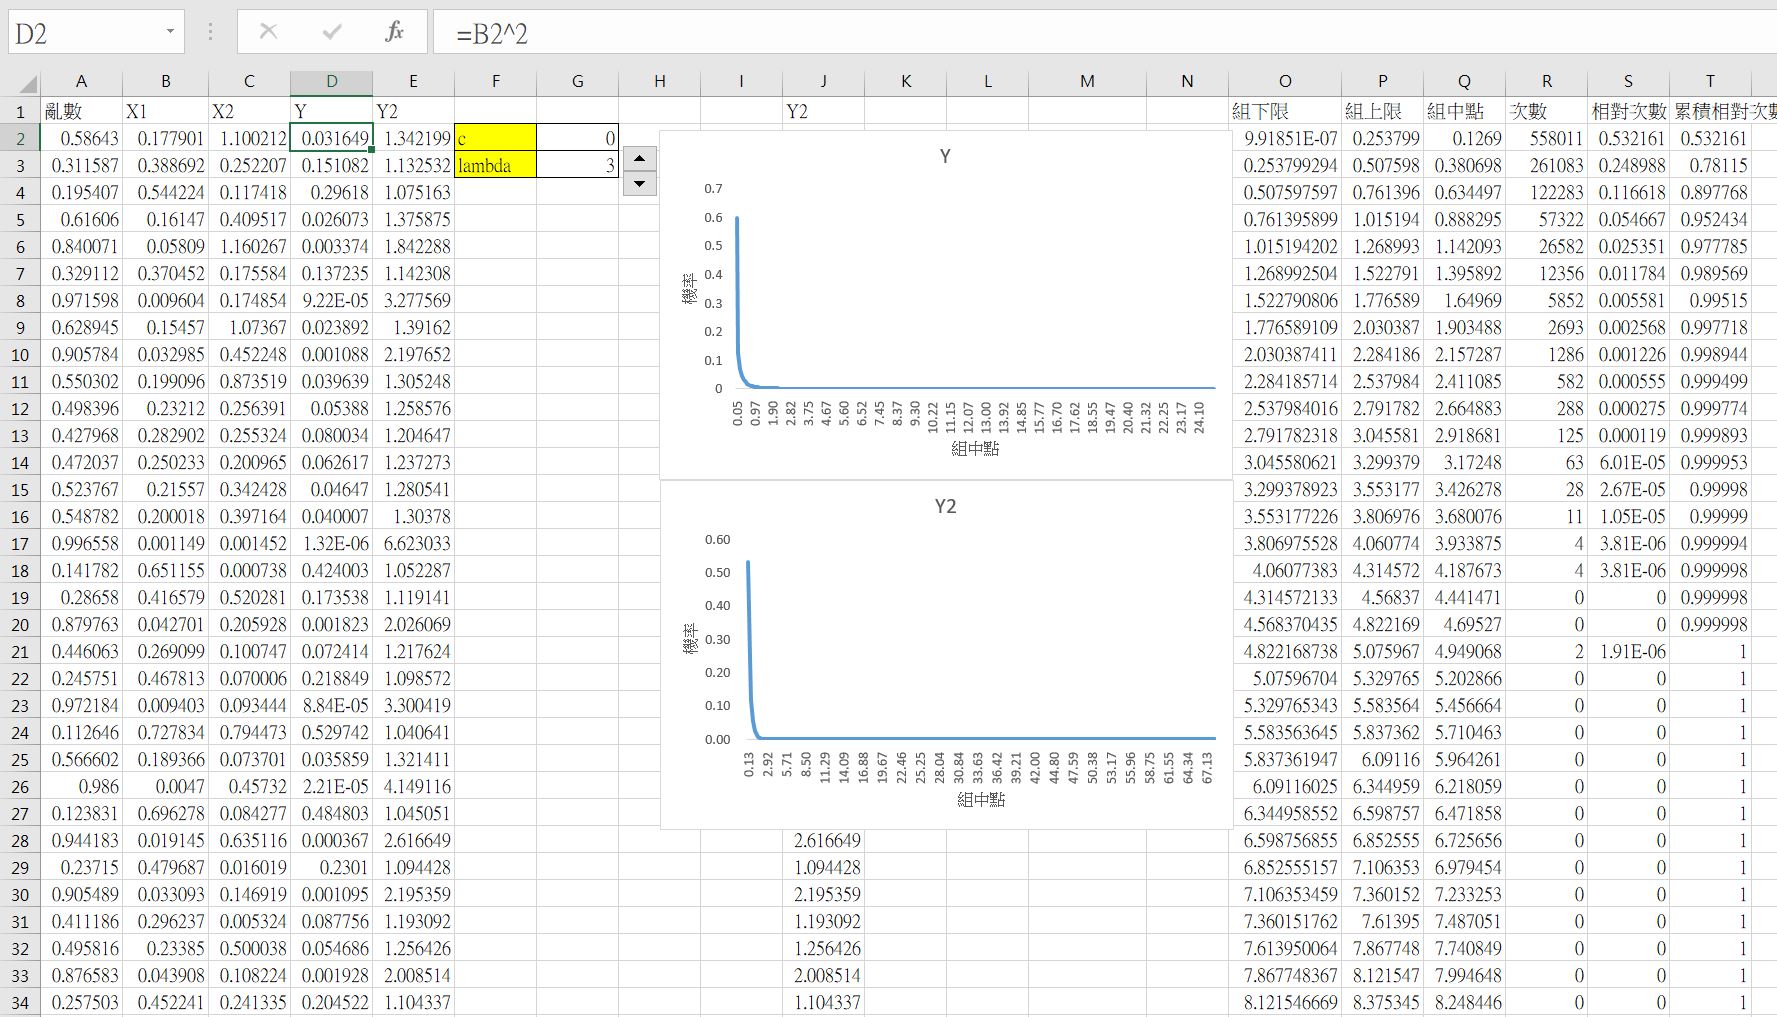 D2 fx =B2^2
A B C D E F G H I J K L M N O P Q R S T
1 亂數 X1 X2 Y Y2 Y2 組下限 組上限 組中點 次數 相對次數 累積相對次數
2 0.58643 0.177901 1.100212 0.031649 1.342199 c 0 9.91851E-07 0.253799 0.1269 558011 0.532161 0.532161
3 0.311587 0.388692 0.252207 0.151082 1.132532 lambda 3 0.253799294 0.507598 0.380698 261083 0.248988 0.78115
4 0.195407 0.544224 0.117418 0.29618 1.075163 0.507597597 0.761396 0.634497 122283 0.116618 0.897768
5 0.61606 0.16147 0.409517 0.026073 1.375875 0.761395899 1.015194 0.888295 57322 0.054667 0.952434
6 0.840071 0.05809 1.160267 0.003374 1.842288 1.015194202 1.268993 1.142093 26582 0.025351 0.977785
7 0.329112 0.370452 0.175584 0.137235 1.142308 1.268992504 1.522791 1.395892 12356 0.011784 0.989569
8 0.971598 0.009604 0.174854 9.22E-05 3.277569 1.522790806 1.776589 1.64969 5852 0.005581 0.99515
9 0.628945 0.15457 1.07367 0.023892 1.39162 1.776589109 2.030387 1.903488 2693 0.002568 0.997718
10 0.905784 0.032985 0.452248 0.001088 2.197652 2.030387411 2.284186 2.157287 1286 0.001226 0.998944
11 0.550302 0.199096 0.873519 0.039639 1.305248 2.284185714 2.537984 2.411085 582 0.000555 0.999499
12 0.498396 0.23212 0.256391 0.05388 1.258576 2.537984016 2.791782 2.664883 288 0.000275 0.999774
13 0.427968 0.282902 0.255324 0.080034 1.204647 2.791782318 3.045581 2.918681 125 0.000119 0.999893
14 0.472037 0.250233 0.200965 0.062617 1.237273 3.045580621 3.299379 3.17248 63 6.01E-05 0.999953
15 0.523767 0.21557 0.342428 0.04647 1.280541 3.299378923 3.553177 3.426278 28 2.67E-05 0.99998
16 0.548782 0.200018 0.397164 0.040007 1.30378 3.553177226 3.806976 3.680076 11 1.05E-05 0.99999
17 0.996558 0.001149 0.001452 1.32E-06 6.623033 3.806975528 4.060774 3.933875 4 3.81E-06 0.999994
18 0.141782 0.651155 0.000738 0.424003 1.052287 4.06077383 4.314572 4.187673 4 3.81E-06 0.999998
19 0.28658 0.416579 0.520281 0.173538 1.119141 4.314572133 4.56837 4.441471 0 0 0.999998
20 0.879763 0.042701 0.205928 0.001823 2.026069 4.568370435 4.822169 4.69527 0 0 0.999998
21 0.446063 0.269099 0.100747 0.072414 1.217624 4.822168738 5.075967 4.949068 2 1.91E-06 1
22 0.245751 0.467813 0.070006 0.218849 1.098572 5.07596704 5.329765 5.202866 0 0 1
23 0.972184 0.009403 0.093444 8.84E-05 3.300419 5.329765343 5.583564 5.456664 0 0 1
24 0.112646 0.727834 0.794473 0.529742 1.040641 5.583563645 5.837362 5.710463 0 0 1
25 0.566602 0.189366 0.073701 0.035859 1.321411 5.837361947 6.09116 5.964261 0 0 1
26 0.986 0.0047 0.45732 2.21E-05 4.149116 6.09116025 6.344959 6.218059 0 0 1
27 0.123831 0.696278 0.084277 0.484803 1.045051 6.344958552 6.598757 6.471858 0 0 1
28 0.944183 0.019145 0.635116 0.000367 2.616649 2.616649 6.598756855 6.852555 6.725656 0 0 1
29 0.23715 0.479687 0.016019 0.2301 1.094428 1.094428 6.852555157 7.106353 6.979454 0 0 1
30 0.905489 0.033093 0.146919 0.001095 2.195359 2.195359 7.106353459 7.360152 7.233253 0 0 1
31 0.411186 0.296237 0.005324 0.087756 1.193092 1.193092 7.360151762 7.61395 7.487051 0 0 1
32 0.495816 0.23385 0.500038 0.054686 1.256426 1.256426 7.613950064 7.867748 7.740849 0 0 1
33 0.876583 0.043908 0.108224 0.001928 2.008514 2.008514 7.867748367 8.121547 7.994648 0 0 1
34 0.257503 0.452241 0.241335 0.204522 1.104337 1.104337 8.121546669 8.375345 8.248446 0 0 1
Y
機率
0.7
0.6
0.5
0.4
0.3
0.2
0.1
0
0.05 0.97 1.90 2.82 3.75 4.67 5.60 6.52 7.45 8.37 9.30 10.22 11.15 12.07 13.00 13.92 14.85 15.77 16.70 17.62 18.55 19.47 20.40 21.32 22.25 23.17 24.10
組中點
Y2
機率
0.60
0.50
0.40
0.30
0.20
0.10
0.00
0.13 2.92 5.71 8.50 11.29 14.09 16.88 19.67 22.46 25.25 28.04 30.84 33.63 36.42 39.21 42.00 44.80 47.59 50.38 53.17 55.96 58.75 61.55 64.34 67.13
組中點